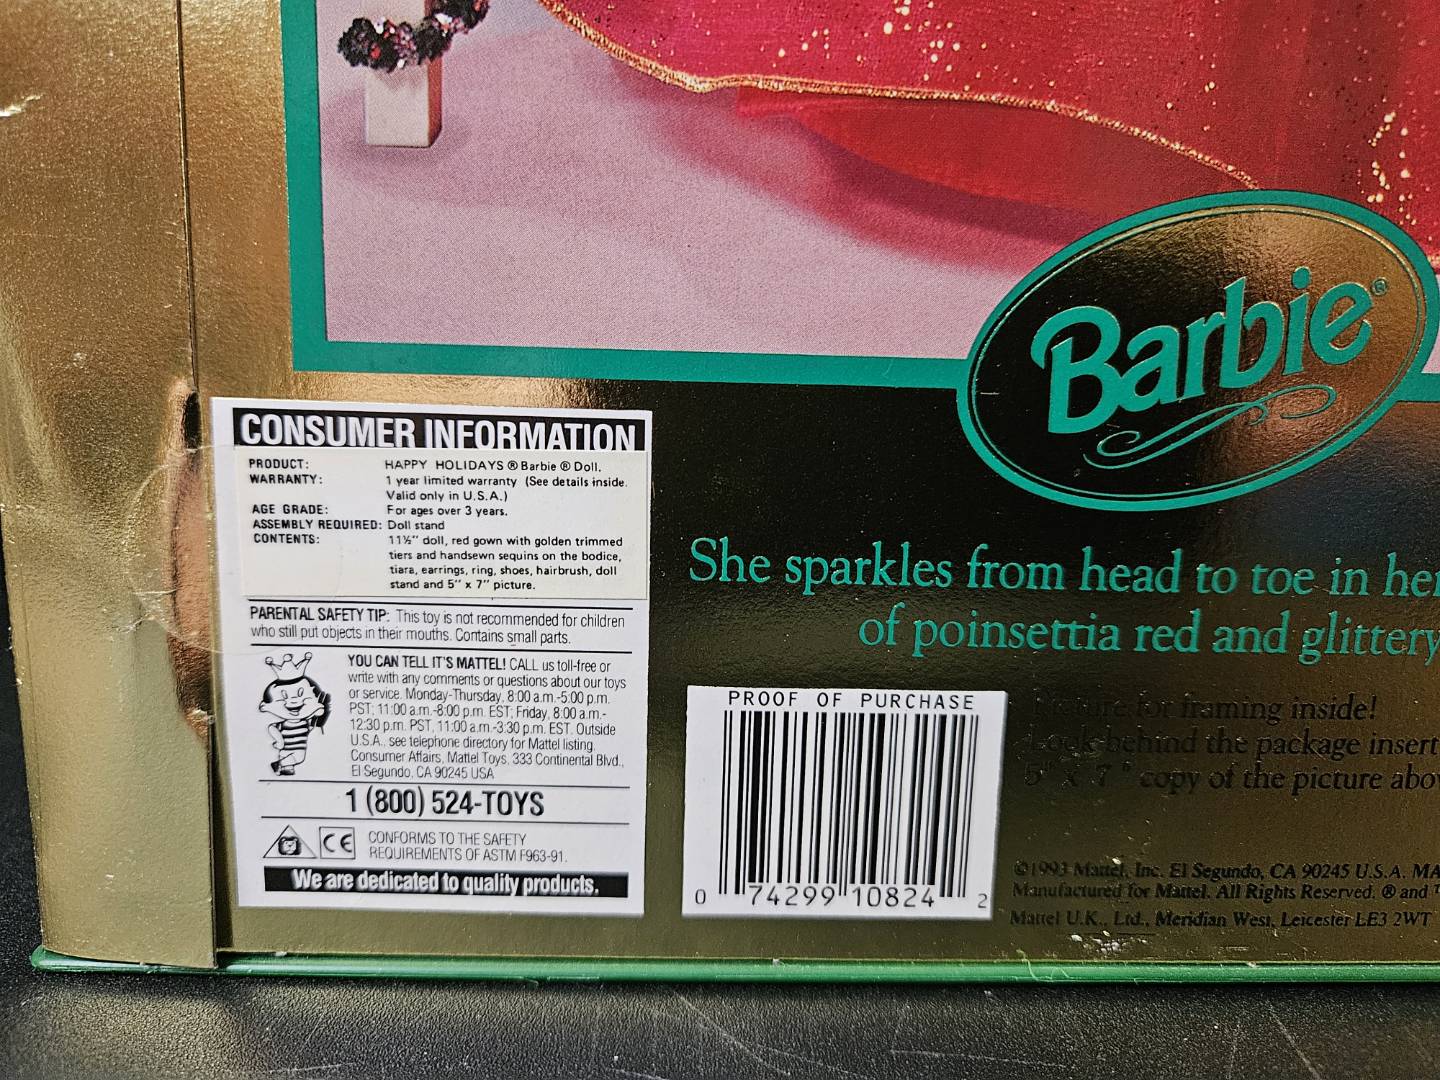 Barbie®
CONSUMER INFORMATION
PRODUCT: HAPPY HOLIDAYS ® Barbie ® Doll.
WARRANTY: 1 year limited warranty (See details inside.
Valid only in U.S.A.)
AGE GRADE: For ages over 3 years.
ASSEMBLY REQUIRED: Doll stand
CONTENTS: 11½" doll, red gown with golden trimmed
tiers and handsewn sequins on the bodice,
tiara, earrings, ring, shoes, hairbrush, doll
stand and 5" x 7" picture.
PARENTAL SAFETY TIP: This toy is not recommended for children
who still put objects in their mouths. Contains small parts.
YOU CAN TELL IT'S MATTEL! CALL us toll-free or
write with any comments or questions about our toys
or service. Monday-Thursday, 8:00 a.m.-5:00 p.m.
PST; 11:00 a.m.-8:00 p.m. EST; Friday, 8:00 a.m.-
12:30 p.m. PST, 11:00 a.m.-3:30 p.m. EST. Outside
U.S.A., see telephone directory for Mattel listing.
Consumer Affairs, Mattel Toys, 333 Continental Blvd.,
El Segundo, CA 90245 USA
1 (800) 524-TOYS
CE CONFORMS TO THE SAFETY
REQUIREMENTS OF ASTM F963-91.
We are dedicated to quality products.
She sparkles from head to toe in her
of poinsettia red and glittery
PROOF OF PURCHASE
0 74299 10824 2
for framing inside!
Look behind the package insert
5" x 7" copy of the picture abo
©1993 Mattel, Inc. El Segundo, CA 90245 U.S.A. MA
Manufactured for Mattel. All Rights Reserved. ® and
Mattel U.K., Ltd., Meridian West, Leicester LE3 2WT